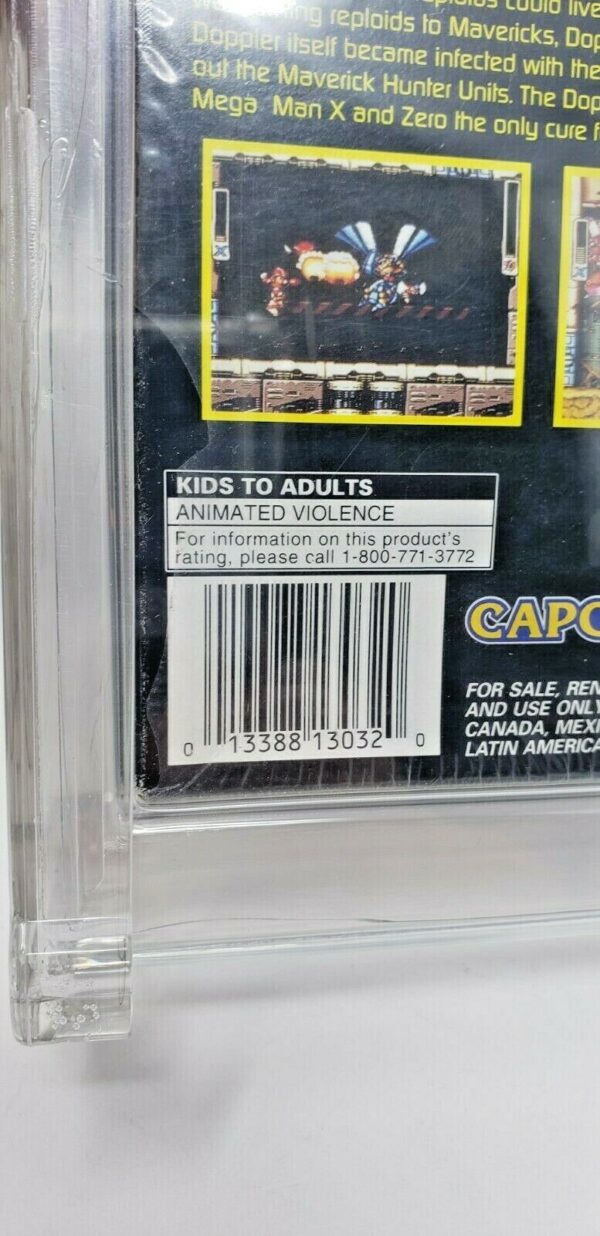 reploids to Mavericks,
Doppler itself became infected with the
out the Maverick Hunter Units. The
Mega Man X and Zero the only cure
KIDS TO ADULTS
ANIMATED VIOLENCE
For information on this product's
rating, please call 1-800-771-3772
CAPC
FOR SALE, REN
AND USE ONLY
CANADA, MEXI
LATIN AMERICA
0 13388 13032 0